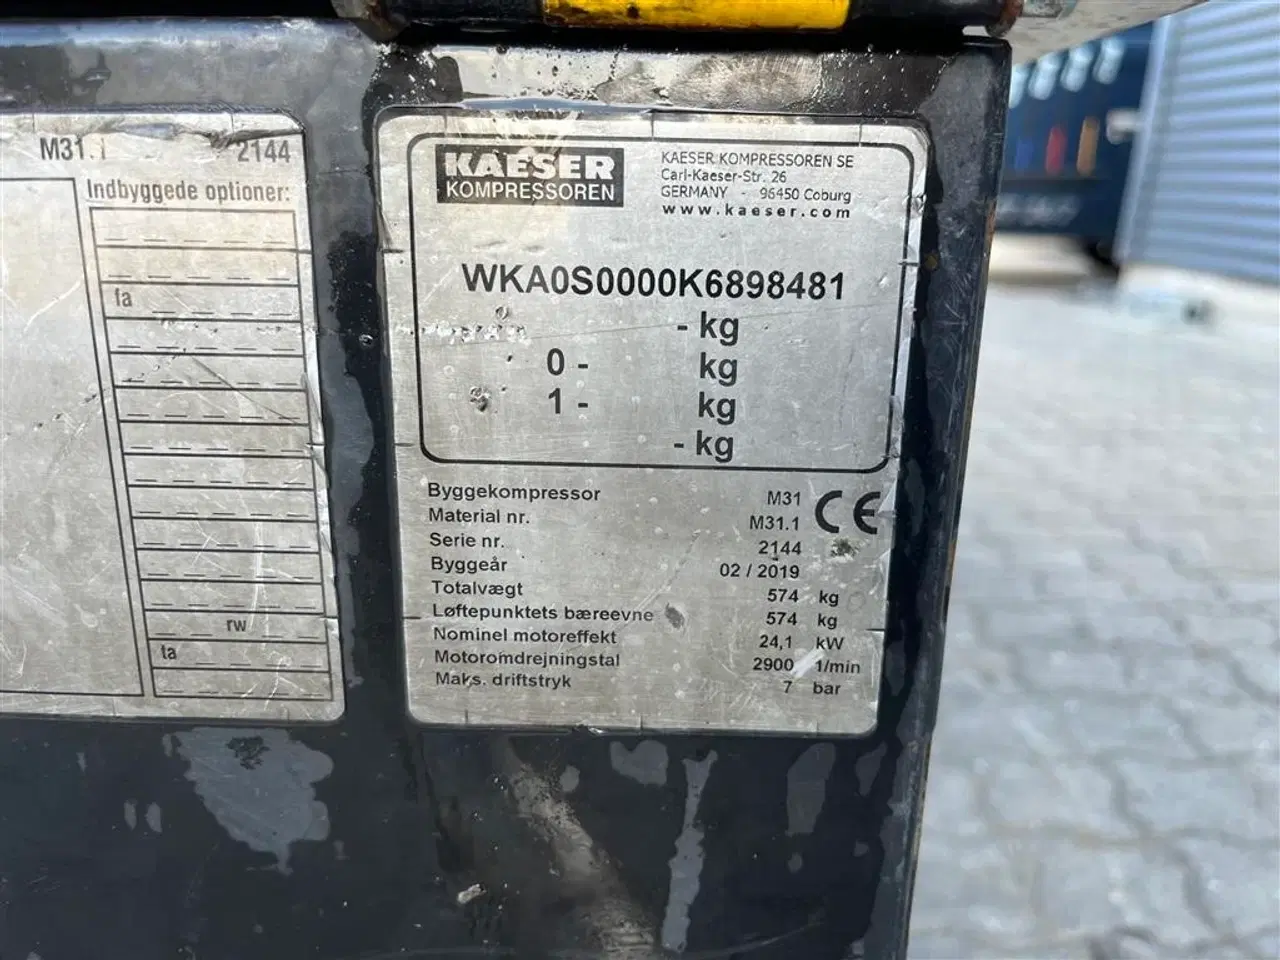 M31.1 2144
Indbyggede optioner:
fa
rw
ta
KAESER
KOMPRESSOREN
KAESER KOMPRESSOREN SE
Carl-Kaeser-Str. 26
GERMANY - 96450 Coburg
www.kaeser.com
WKA0S0000K6898481
- kg
0 - kg
1 - kg
- kg
CE
Byggekompressor M31
Material nr. M31.1
Serie nr. 2144
Byggeår 02 / 2019
Totalvægt 574 kg
Løftepunktets bæreevne 574 kg
Nominel motoreffekt 24,1 kW
Motoromdrejningstal 2900 1/min
Maks. driftstryk 7 bar